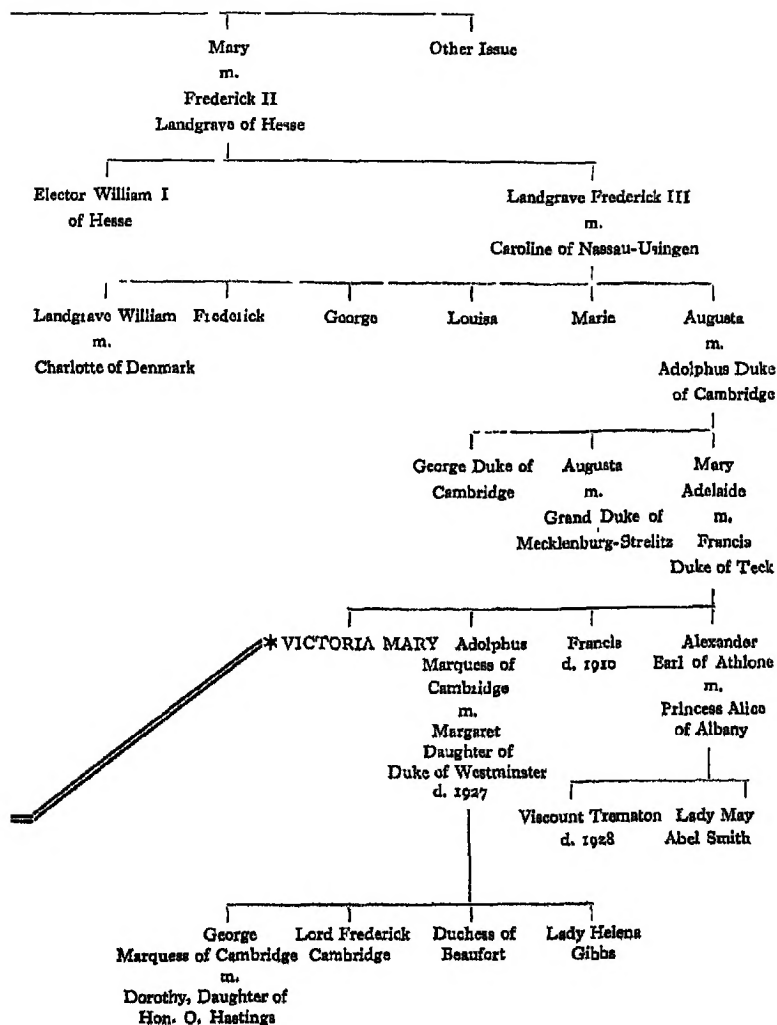 Mary
m.
Frederick II
Landgrave of Hesse
Other Issue
Elector William I
of Hesse
Landgrave Frederick III
m.
Caroline of Nassau-Usingen
Landgrave William
m.
Charlotte of Denmark
Frederick
George
Louisa
Marie
Augusta
m.
Adolphus Duke
of Cambridge
George Duke of
Cambridge
Augusta
m.
Grand Duke of
Mecklenburg-Strelitz
Mary
Adelaide
m.
Francis
Duke of Teck
* VICTORIA MARY
Adolphus
Marquess of
Cambridge
m.
Margaret
Daughter of
Duke of Westminster
d. 1927
Francis
d. 1910
Alexander
Earl of Athlone
m.
Princess Alice
of Albany
Viscount Trematon
d. 1928
Lady May
Abel Smith
George
Marquess of Cambridge
m.
Dorothy, Daughter of
Hon. O. Hastings
Lord Frederick
Cambridge
Duchess of
Beaufort
Lady Helena
Gibbs